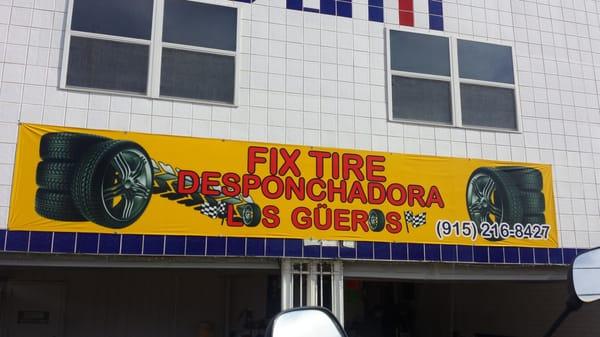 FIX TIRE
DESPONCHADORA
LOS GÜEROS
(915) 216-8427